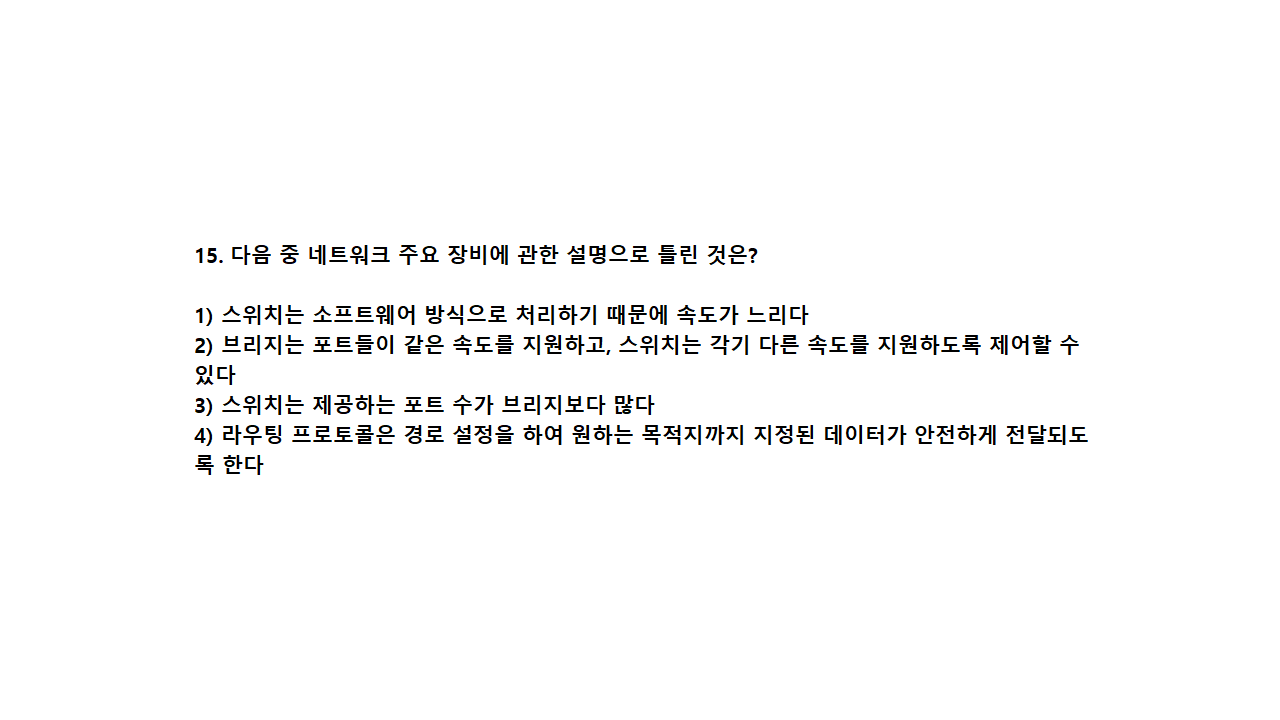 15. 다음 중 네트워크 주요 장비에 관한 설명으로 틀린 것은?
1) 스위치는 소프트웨어 방식으로 처리하기 때문에 속도가 느리다
2) 브리지는 포트들이 같은 속도를 지원하고, 스위치는 각기 다른 속도를 지원하도록 제어할 수
있다
3) 스위치는 제공하는 포트 수가 브리지보다 많다
4) 라우팅 프로토콜은 경로 설정을 하여 원하는 목적지까지 지정된 데이터가 안전하게 전달되도
록 한다